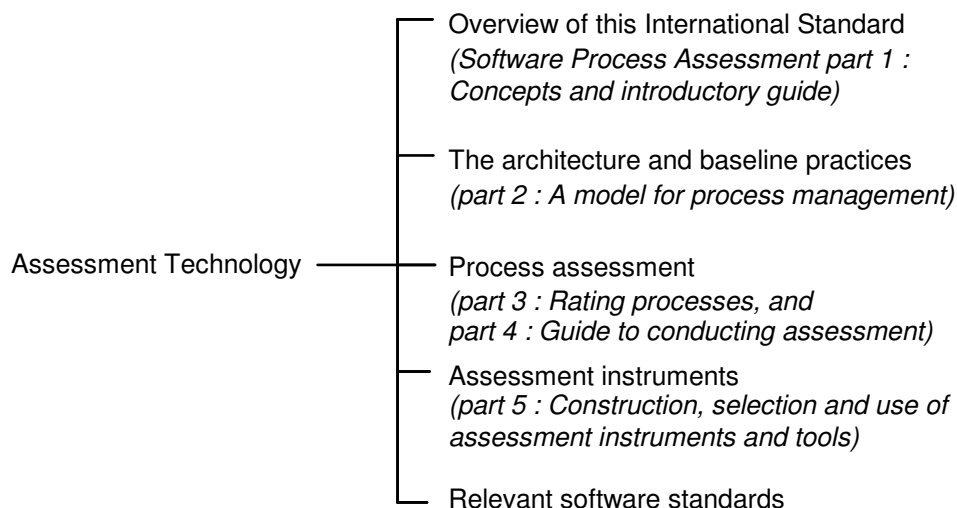 Overview of this International Standard
(Software Process Assessment part 1 :
Concepts and introductory guide)
The architecture and baseline practices
(part 2 : A model for process management)
Assessment Technology
Process assessment
(part 3 : Rating processes, and
part 4 : Guide to conducting assessment)
Assessment instruments
(part 5 : Construction, selection and use of
assessment instruments and tools)
Relevant software standards